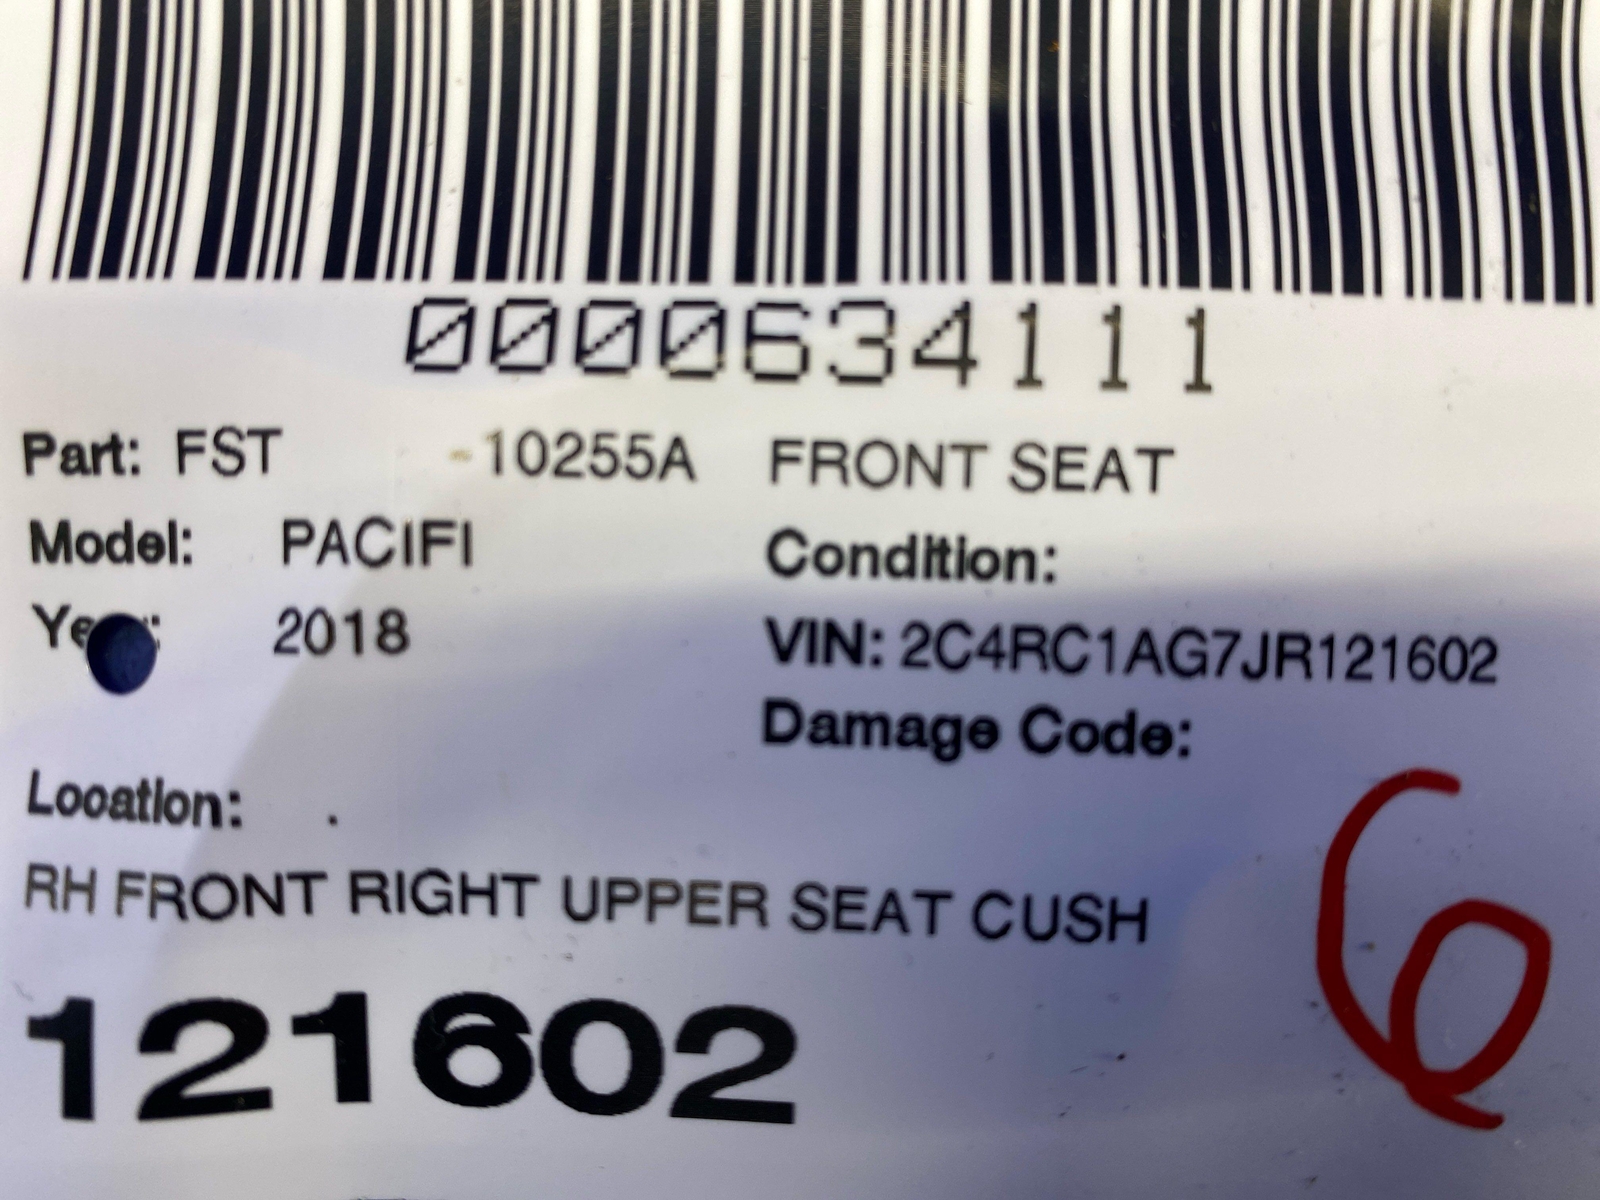 0000634111
Part: FST -10255A FRONT SEAT
Model: PACIFI Condition:
2018 VIN: 2C4RC1AG7JR121602
Damage Code:
Location: .
RH FRONT RIGHT UPPER SEAT CUSH
6
121602